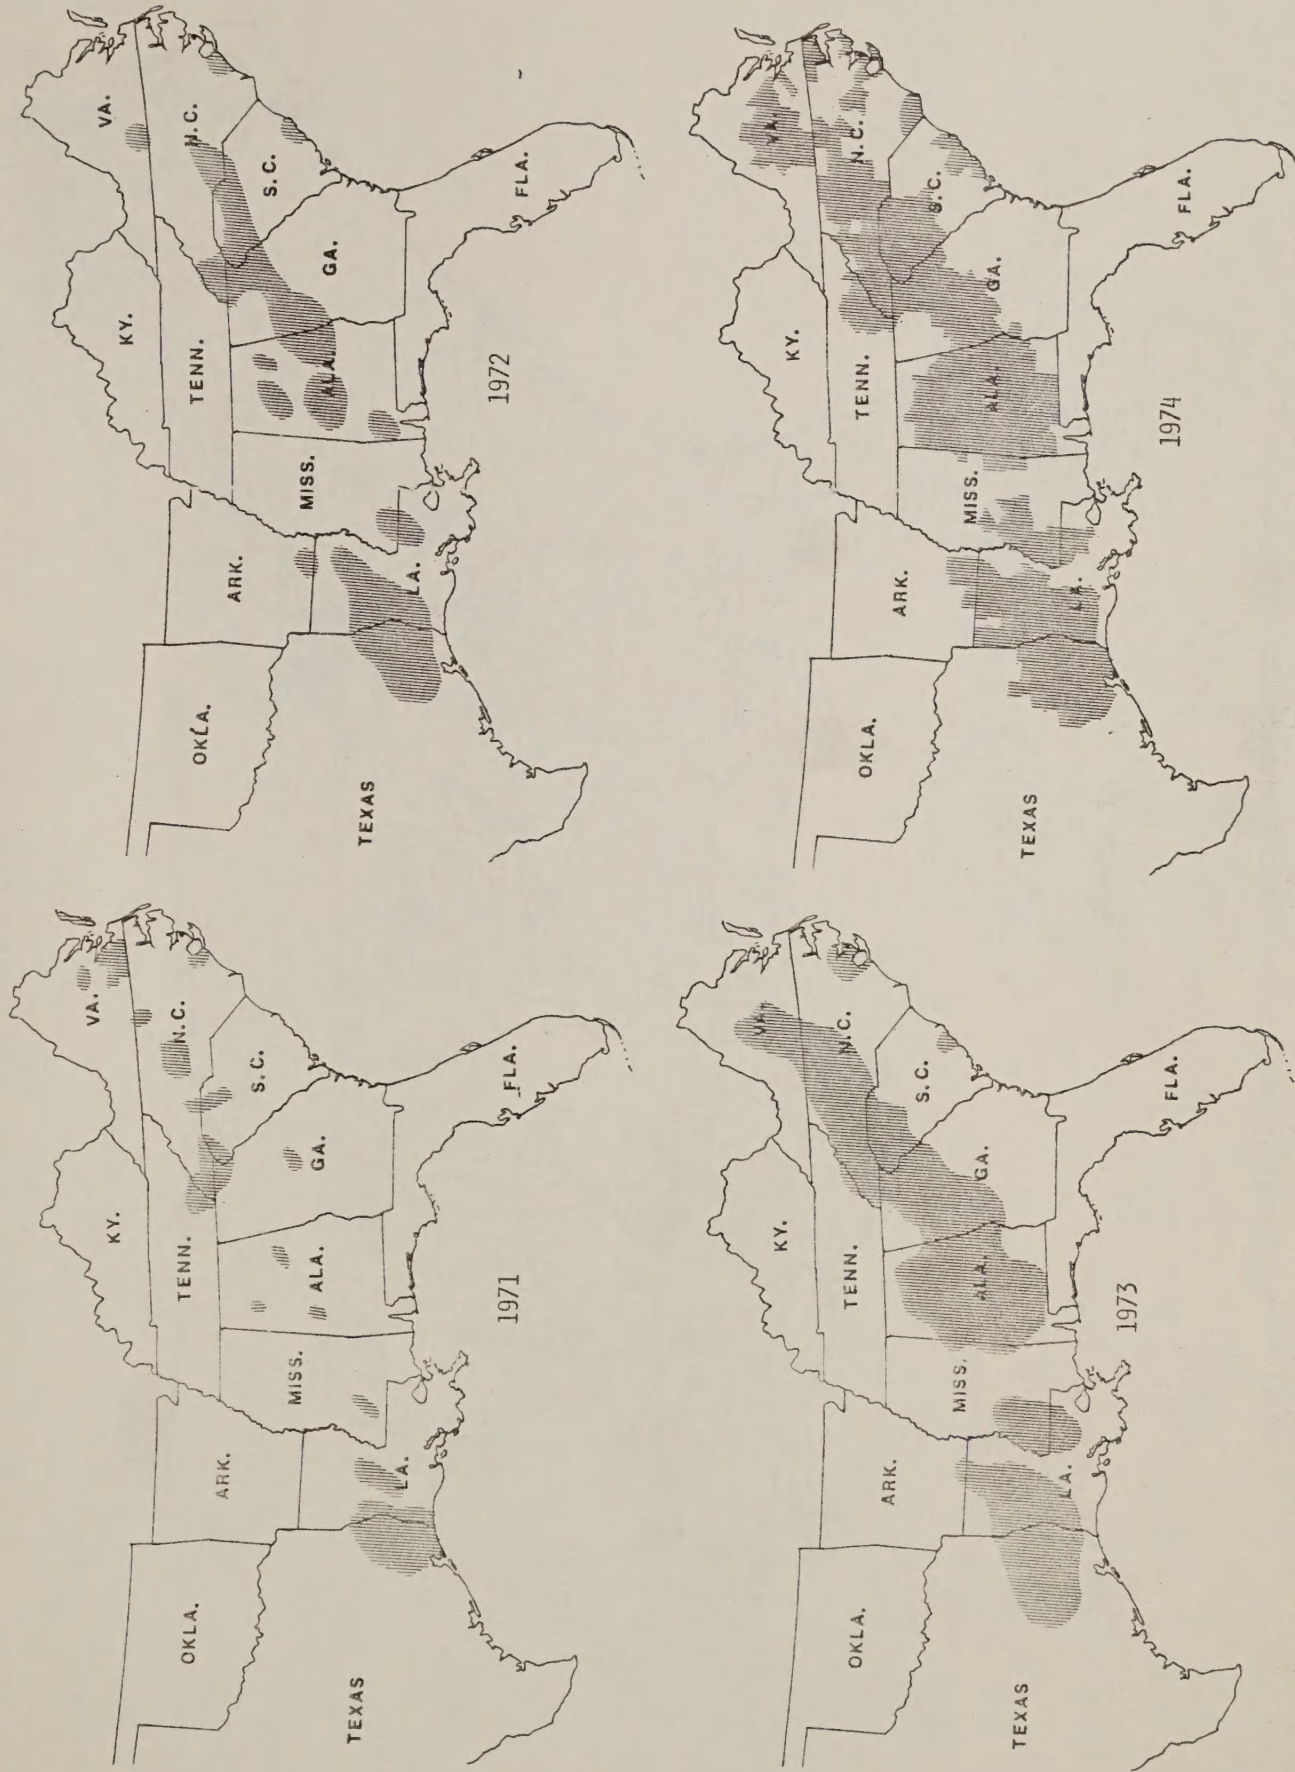 OKLA.
TEXAS
ARK.
LA.
MISS.
ALA.
TENN.
KY.
GA.
FLA.
S.C.
N.C.
VA.
1971
OKLA.
TEXAS
ARK.
LA.
MISS.
ALA.
TENN.
KY.
GA.
FLA.
S.C.
N.C.
VA.
1972
OKLA.
TEXAS
ARK.
LA.
MISS.
ALA.
TENN.
KY.
GA.
FLA.
S.C.
N.C.
VA.
1973
OKLA.
TEXAS
ARK.
LA.
MISS.
ALA.
TENN.
KY.
GA.
FLA.
S.C.
N.C.
VA.
1974